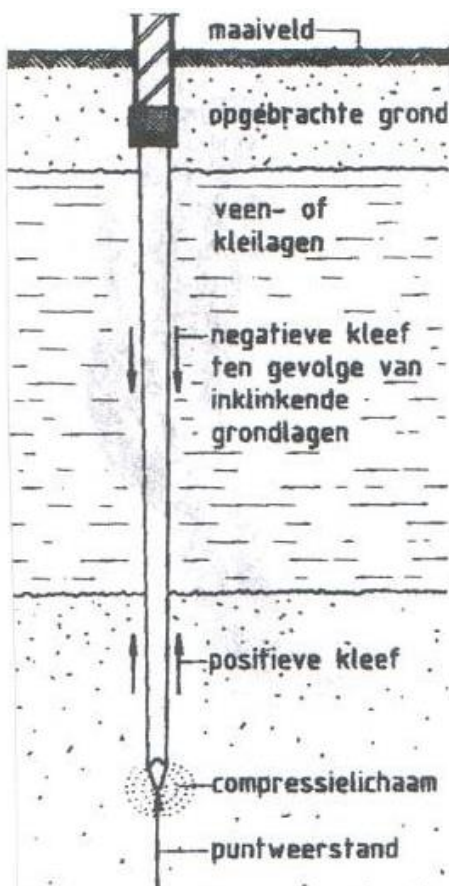 maaiveld
opgebrachte grond
veen- of
kleilagen
negatieve kleef
ten gevolge van
inklinkende
grondlagen
positieve kleef
compressielichaam
puntweerstand